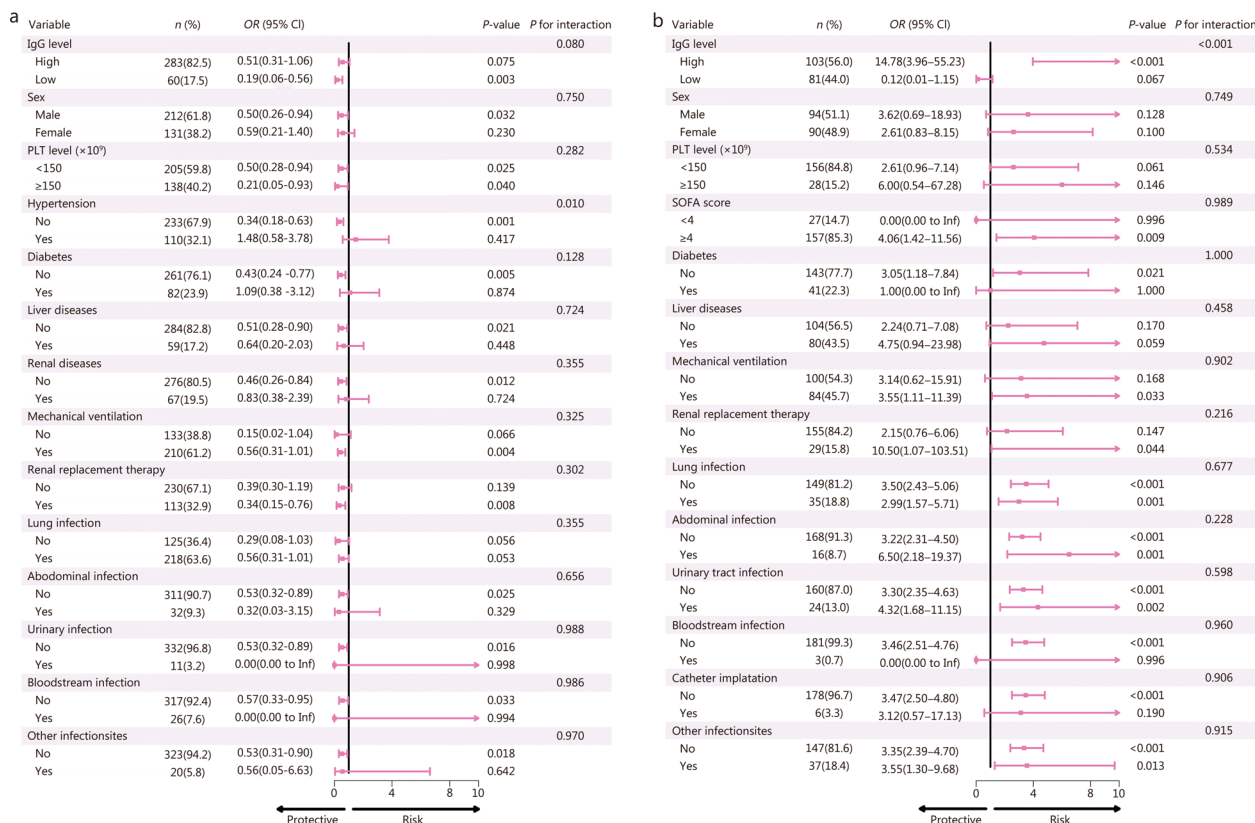 a
Variable n (%) OR (95% CI) P-value P for interaction
IgG level 0.080
High 283(82.5) 0.51(0.31-1.06) 0.075
Low 60(17.5) 0.19(0.06-0.56) 0.003
Sex 0.750
Male 212(61.8) 0.50(0.26-0.94) 0.032
Female 131(38.2) 0.59(0.21-1.40) 0.230
PLT level (×10⁹) 0.282
<150 205(59.8) 0.50(0.28-0.94) 0.025
≥150 138(40.2) 0.21(0.05-0.93) 0.040
Hypertension 0.010
No 233(67.9) 0.34(0.18-0.63) 0.001
Yes 110(32.1) 1.48(0.58-3.78) 0.417
Diabetes 0.128
No 261(76.1) 0.43(0.24 -0.77) 0.005
Yes 82(23.9) 1.09(0.38 -3.12) 0.874
Liver diseases 0.724
No 284(82.8) 0.51(0.28-0.90) 0.021
Yes 59(17.2) 0.64(0.20-2.03) 0.448
Renal diseases 0.355
No 276(80.5) 0.46(0.26-0.84) 0.012
Yes 67(19.5) 0.83(0.38-2.39) 0.724
Mechanical ventilation 0.325
No 133(38.8) 0.15(0.02-1.04) 0.066
Yes 210(61.2) 0.56(0.31-1.01) 0.004
Renal replacement therapy 0.302
No 230(67.1) 0.39(0.30-1.19) 0.139
Yes 113(32.9) 0.34(0.15-0.76) 0.008
Lung infection 0.355
No 125(36.4) 0.29(0.08-1.03) 0.056
Yes 218(63.6) 0.56(0.31-1.01) 0.053
Abodominal infection 0.656
No 311(90.7) 0.53(0.32-0.89) 0.025
Yes 32(9.3) 0.32(0.03-3.15) 0.329
Urinary infection 0.988
No 332(96.8) 0.53(0.32-0.89) 0.016
Yes 11(3.2) 0.00(0.00 to Inf) 0.998
Bloodstream infection 0.986
No 317(92.4) 0.57(0.33-0.95) 0.033
Yes 26(7.6) 0.00(0.00 to Inf) 0.994
Other infectionsites 0.970
No 323(94.2) 0.53(0.31-0.90) 0.018
Yes 20(5.8) 0.56(0.05-6.63) 0.642
0 4 8 10
Protective Risk
b
Variable n (%) OR (95% CI) P-value P for interaction
IgG level <0.001
High 103(56.0) 14.78(3.96−55.23) <0.001
Low 81(44.0) 0.12(0.01−1.15) 0.067
Sex 0.749
Male 94(51.1) 3.62(0.69−18.93) 0.128
Female 90(48.9) 2.61(0.83−8.15) 0.100
PLT level (×10⁹) 0.534
<150 156(84.8) 2.61(0.96−7.14) 0.061
≥150 28(15.2) 6.00(0.54−67.28) 0.146
SOFA score 0.989
<4 27(14.7) 0.00(0.00 to Inf) 0.996
≥4 157(85.3) 4.06(1.42−11.56) 0.009
Diabetes 1.000
No 143(77.7) 3.05(1.18−7.84) 0.021
Yes 41(22.3) 1.00(0.00 to Inf) 1.000
Liver diseases 0.458
No 104(56.5) 2.24(0.71−7.08) 0.170
Yes 80(43.5) 4.75(0.94−23.98) 0.059
Mechanical ventilation 0.902
No 100(54.3) 3.14(0.62−15.91) 0.168
Yes 84(45.7) 3.55(1.11−11.39) 0.033
Renal replacement therapy 0.216
No 155(84.2) 2.15(0.76−6.06) 0.147
Yes 29(15.8) 10.50(1.07−103.51) 0.044
Lung infection 0.677
No 149(81.2) 3.50(2.43−5.06) <0.001
Yes 35(18.8) 2.99(1.57−5.71) 0.001
Abdominal infection 0.228
No 168(91.3) 3.22(2.31−4.50) <0.001
Yes 16(8.7) 6.50(2.18−19.37) 0.001
Urinary tract infection 0.598
No 160(87.0) 3.30(2.35−4.63) <0.001
Yes 24(13.0) 4.32(1.68−11.15) 0.002
Bloodstream infection 0.960
No 181(99.3) 3.46(2.51−4.76) <0.001
Yes 3(0.7) 0.00(0.00 to Inf) 0.996
Catheter implatation 0.906
No 178(96.7) 3.47(2.50−4.80) <0.001
Yes 6(3.3) 3.12(0.57−17.13) 0.190
Other infectionsites 0.915
No 147(81.6) 3.35(2.39−4.70) <0.001
Yes 37(18.4) 3.55(1.30−9.68) 0.013
0 4 8 10
Protective Risk